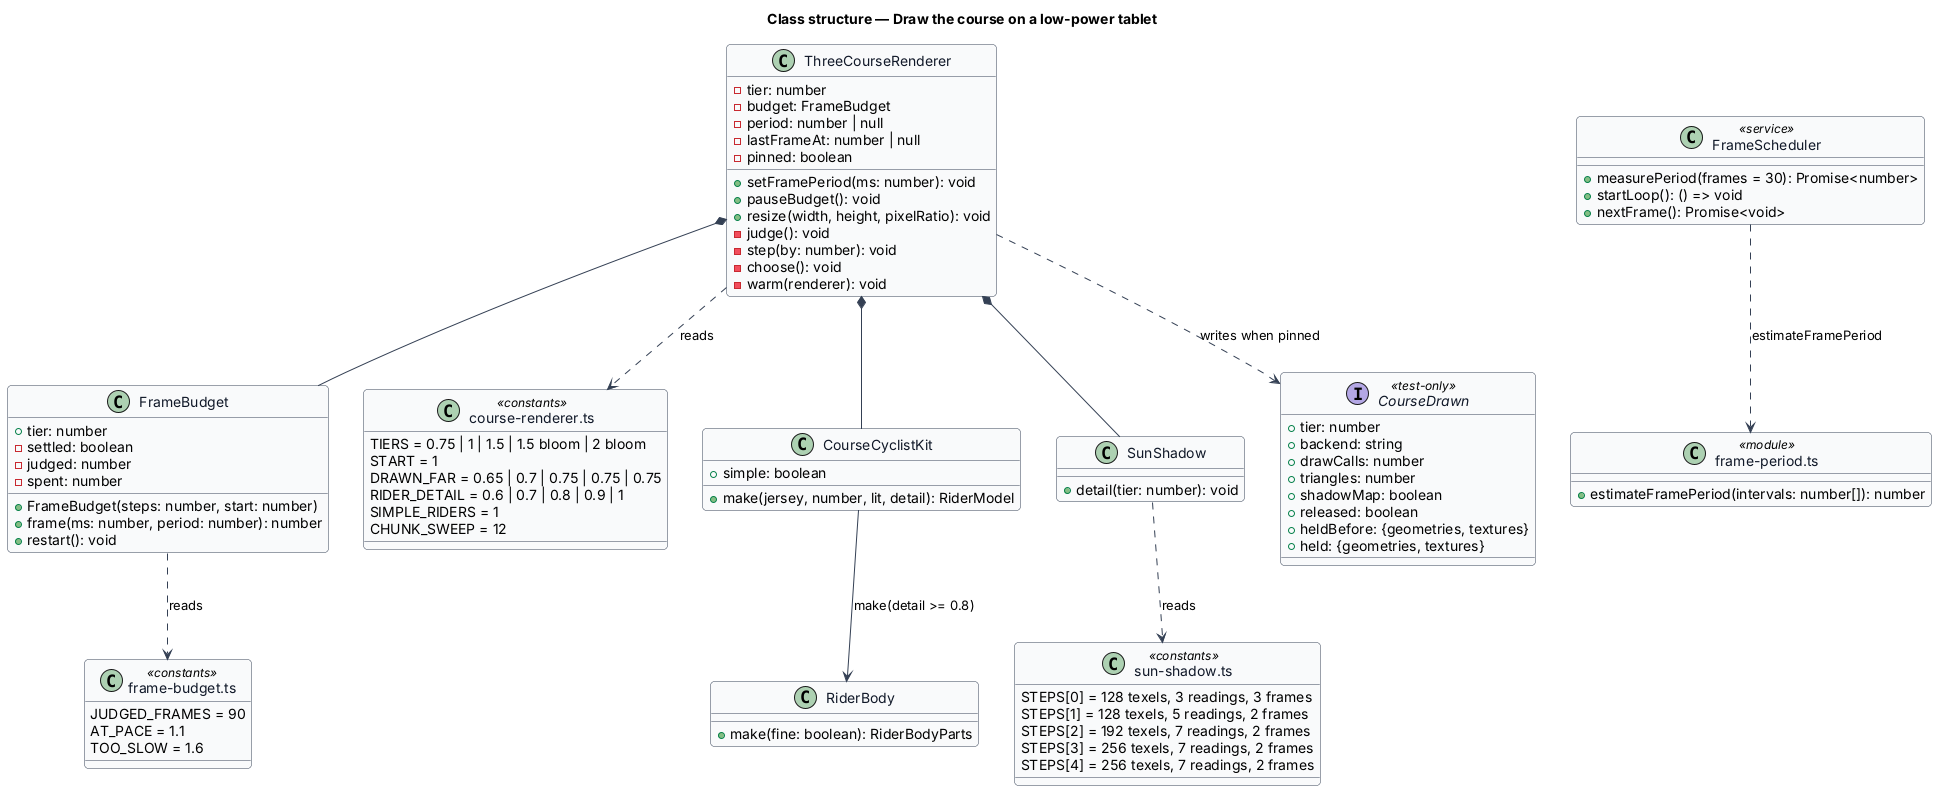 Class structure — Draw the course on a low-power tablet
C ThreeCourseRenderer
tier: number
budget: FrameBudget
period: number | null
lastFrameAt: number | null
pinned: boolean
setFramePeriod(ms: number): void
pauseBudget(): void
resize(width, height, pixelRatio): void
judge(): void
step(by: number): void
choose(): void
warm(renderer): void
«service»
C FrameScheduler
measurePeriod(frames = 30): Promise<number>
startLoop(): () => void
nextFrame(): Promise<void>
reads
writes when pinned
estimateFramePeriod
C FrameBudget
tier: number
settled: boolean
judged: number
spent: number
FrameBudget(steps: number, start: number)
frame(ms: number, period: number): number
restart(): void
«constants»
C course-renderer.ts
TIERS = 0.75 | 1 | 1.5 | 1.5 bloom | 2 bloom
START = 1
DRAWN_FAR = 0.65 | 0.7 | 0.75 | 0.75 | 0.75
RIDER_DETAIL = 0.6 | 0.7 | 0.8 | 0.9 | 1
SIMPLE_RIDERS = 1
CHUNK_SWEEP = 12
C CourseCyclistKit
simple: boolean
make(jersey, number, lit, detail): RiderModel
C SunShadow
detail(tier: number): void
«test-only»
I CourseDrawn
tier: number
backend: string
drawCalls: number
triangles: number
shadowMap: boolean
released: boolean
heldBefore: {geometries, textures}
held: {geometries, textures}
«module»
C frame-period.ts
estimateFramePeriod(intervals: number[]): number
reads
make(detail >= 0.8)
reads
«constants»
C frame-budget.ts
JUDGED_FRAMES = 90
AT_PACE = 1.1
TOO_SLOW = 1.6
C RiderBody
make(fine: boolean): RiderBodyParts
«constants»
C sun-shadow.ts
STEPS[0] = 128 texels, 3 readings, 3 frames
STEPS[1] = 128 texels, 5 readings, 2 frames
STEPS[2] = 192 texels, 7 readings, 2 frames
STEPS[3] = 256 texels, 7 readings, 2 frames
STEPS[4] = 256 texels, 7 readings, 2 frames